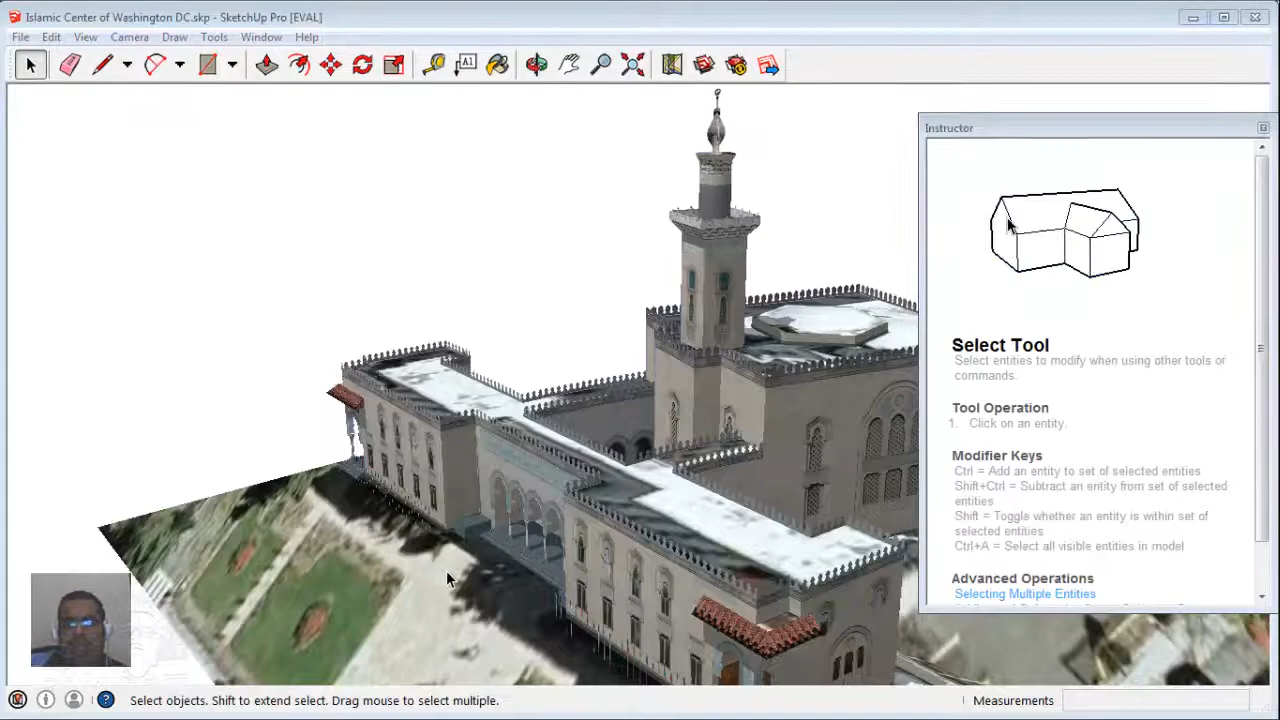 Islamic Center of Washington DC.skp - SketchUp Pro [EVAL]
File Edit View Camera Draw Tools Window Help
A1
Instructor
Select Tool
Select entities to modify when using other tools or
commands.
Tool Operation
1. Click on an entity.
Modifier Keys
Ctrl = Add an entity to set of selected entities
Shift+Ctrl = Subtract an entity from set of selected
entities
Shift = Toggle whether an entity is within set of
selected entities
Ctrl+A = Select all visible entities in model
Advanced Operations
Selecting Multiple Entities
Select objects. Shift to extend select. Drag mouse to select multiple.
Measurements